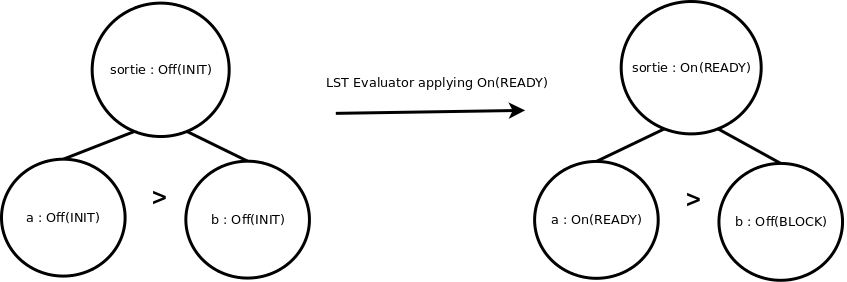 sortie : Off(INIT)
a : Off(INIT)
>
b : Off(INIT)
LST Evaluator applying On(READY)
sortie : On(READY)
a : On(READY)
>
b : Off(BLOCK)